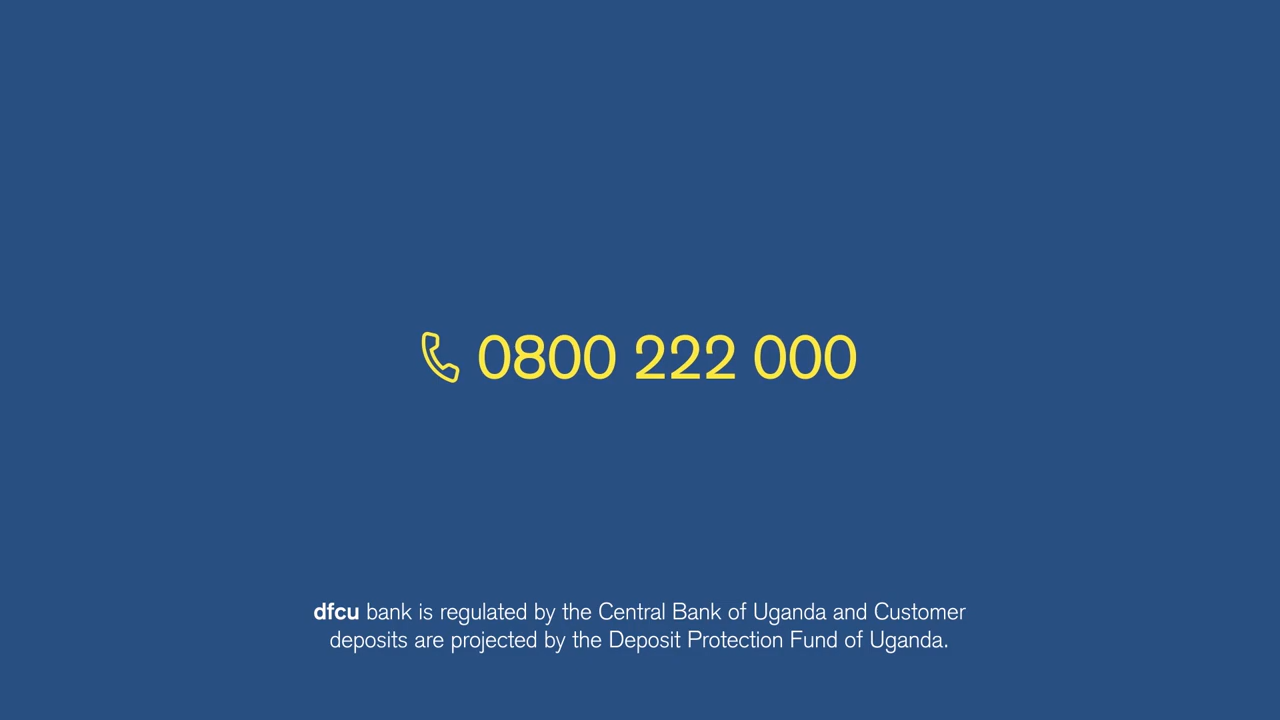 0800 222 000
dfcu bank is regulated by the Central Bank of Uganda and Customer
deposits are projected by the Deposit Protection Fund of Uganda.